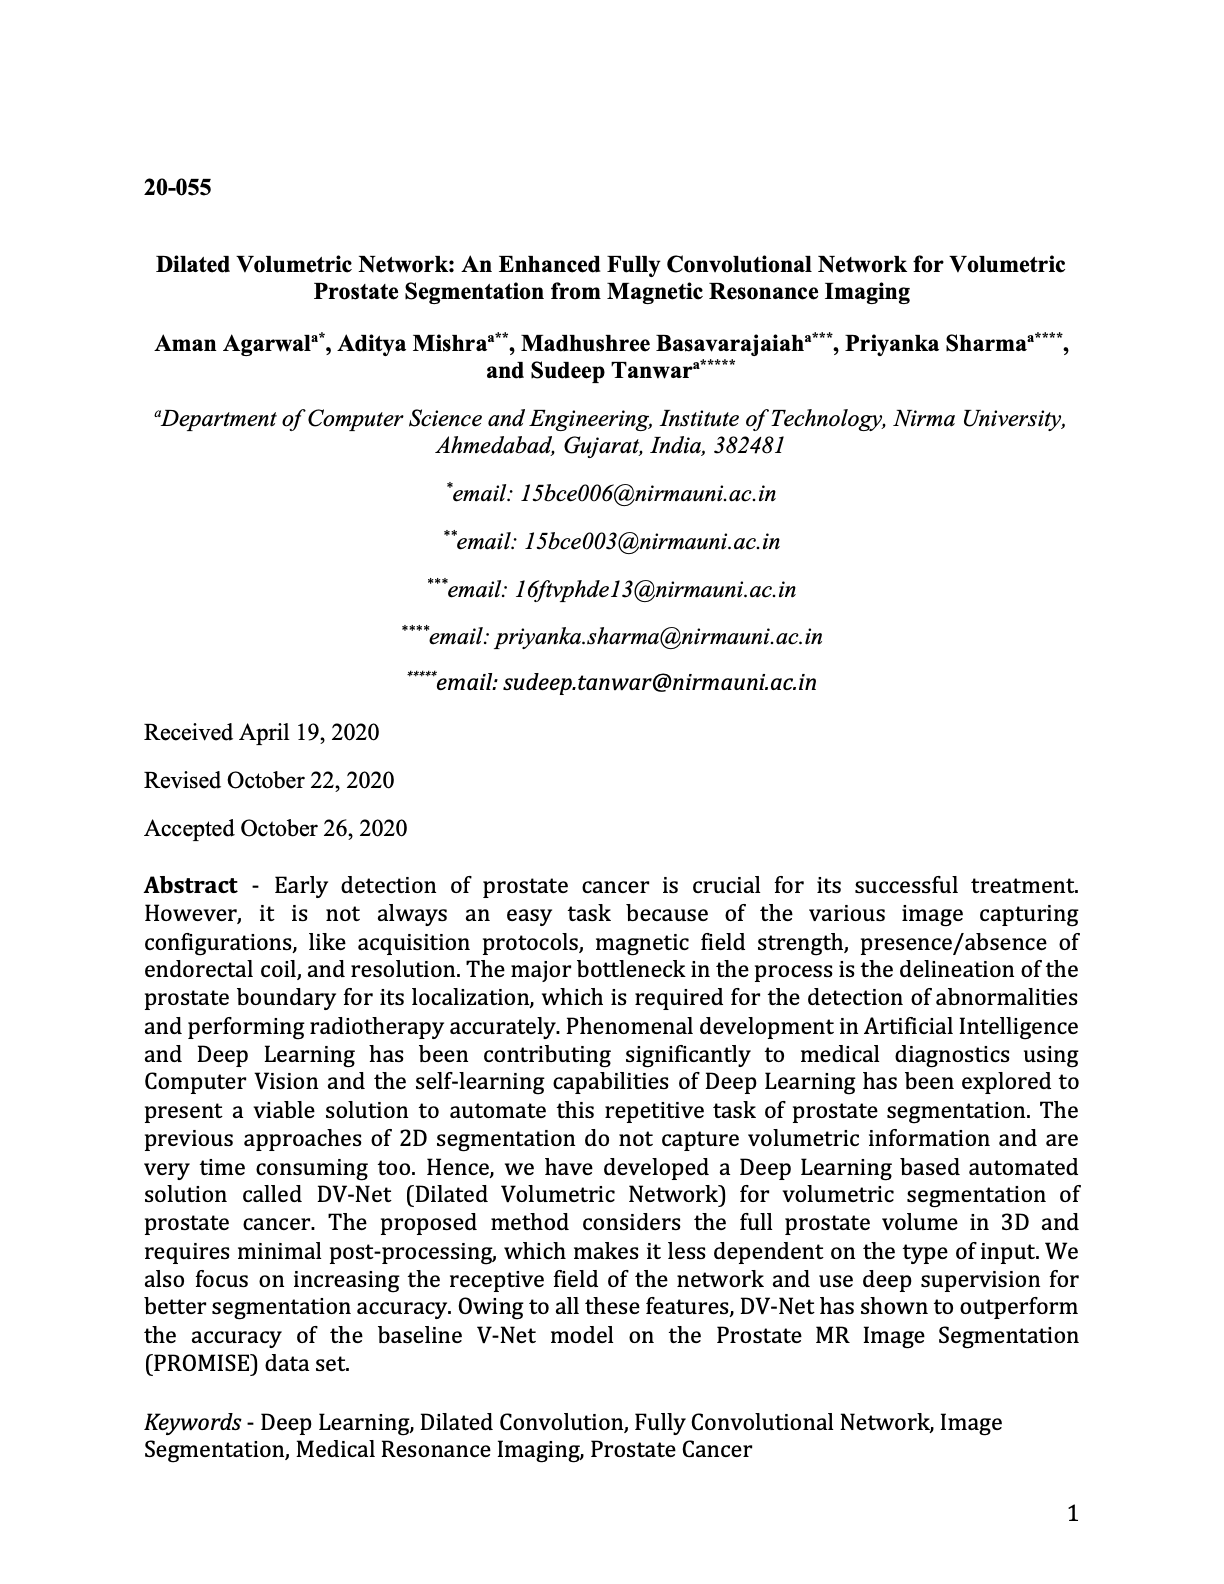 20-055
Dilated Volumetric Network: An Enhanced Fully Convolutional Network for Volumetric
Prostate Segmentation from Magnetic Resonance Imaging
Aman Agarwalᵃ*, Aditya Mishraᵃ**, Madhushree Basavarajaiahᵃ***, Priyanka Sharmaᵃ****,
and Sudeep Tanwarᵃ*****
ᵃDepartment of Computer Science and Engineering, Institute of Technology, Nirma University,
Ahmedabad, Gujarat, India, 382481
*email: 15bce006@nirmauni.ac.in
**email: 15bce003@nirmauni.ac.in
***email: 16ftvphde13@nirmauni.ac.in
****email: priyanka.sharma@nirmauni.ac.in
*****email: sudeep.tanwar@nirmauni.ac.in
Received April 19, 2020
Revised October 22, 2020
Accepted October 26, 2020
Abstract - Early detection of prostate cancer is crucial for its successful treatment.
However, it is not always an easy task because of the various image capturing
configurations, like acquisition protocols, magnetic field strength, presence/absence of
endorectal coil, and resolution. The major bottleneck in the process is the delineation of the
prostate boundary for its localization, which is required for the detection of abnormalities
and performing radiotherapy accurately. Phenomenal development in Artificial Intelligence
and Deep Learning has been contributing significantly to medical diagnostics using
Computer Vision and the self-learning capabilities of Deep Learning has been explored to
present a viable solution to automate this repetitive task of prostate segmentation. The
previous approaches of 2D segmentation do not capture volumetric information and are
very time consuming too. Hence, we have developed a Deep Learning based automated
solution called DV-Net (Dilated Volumetric Network) for volumetric segmentation of
prostate cancer. The proposed method considers the full prostate volume in 3D and
requires minimal post-processing, which makes it less dependent on the type of input. We
also focus on increasing the receptive field of the network and use deep supervision for
better segmentation accuracy. Owing to all these features, DV-Net has shown to outperform
the accuracy of the baseline V-Net model on the Prostate MR Image Segmentation
(PROMISE) data set.
Keywords - Deep Learning, Dilated Convolution, Fully Convolutional Network, Image
Segmentation, Medical Resonance Imaging, Prostate Cancer
1